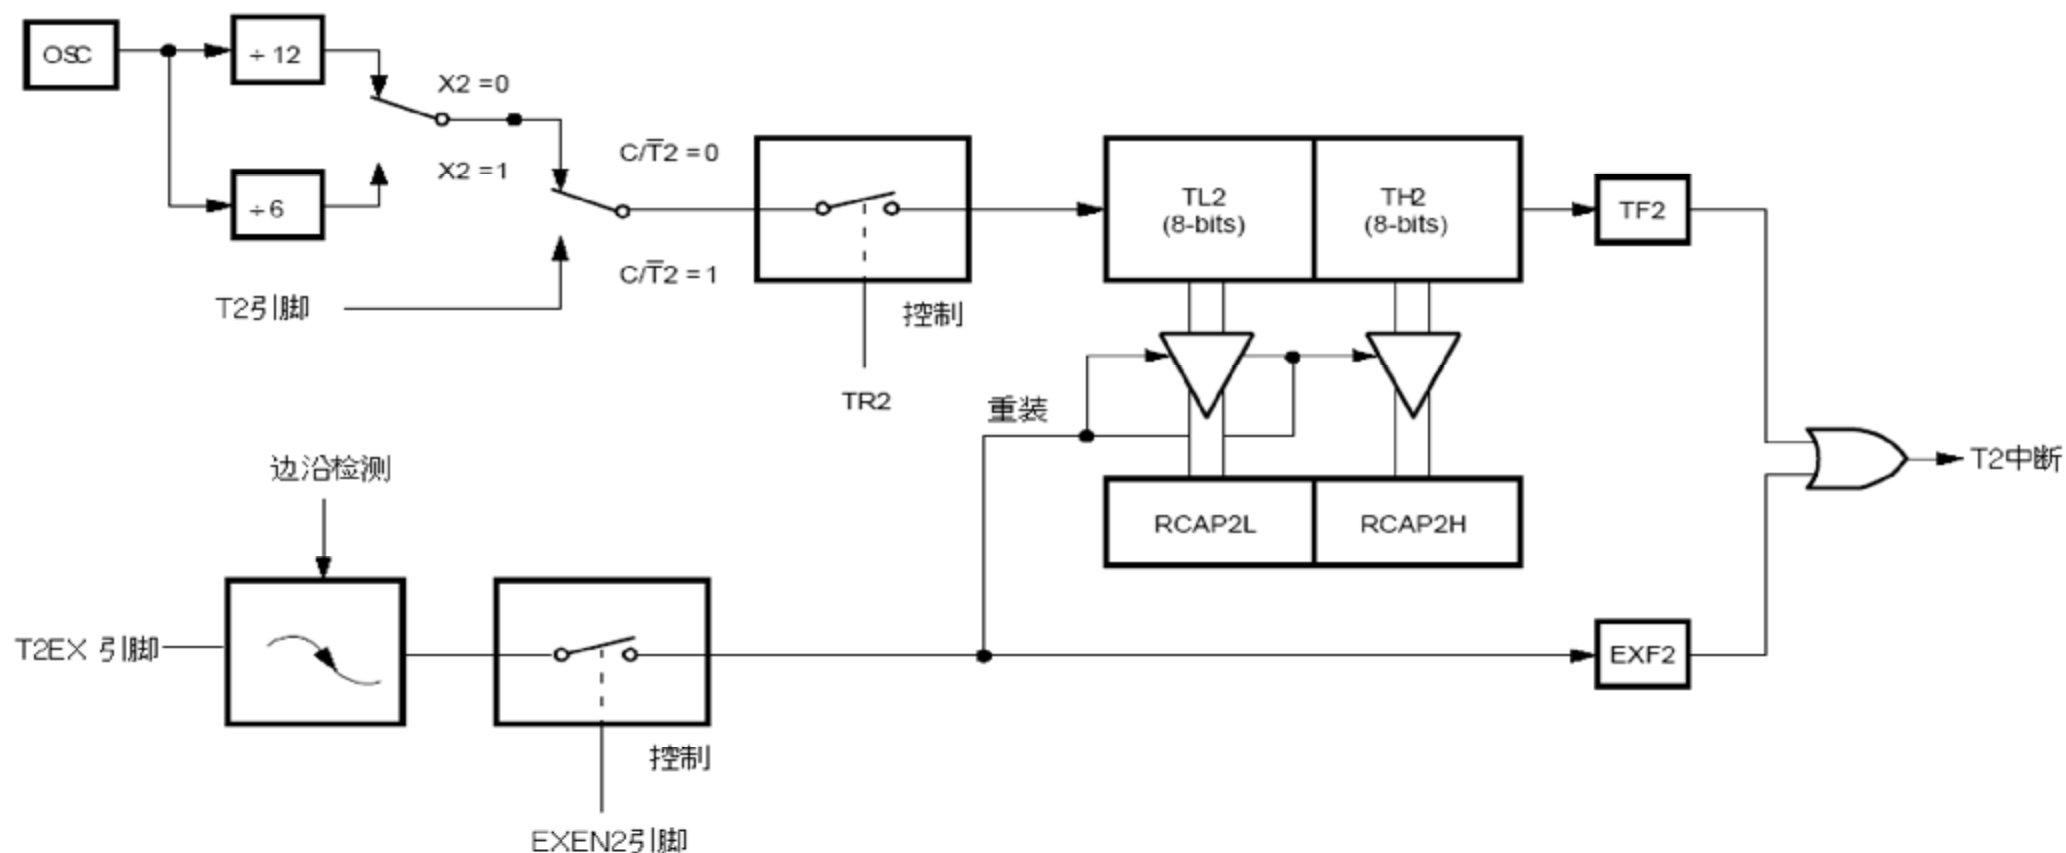 OSC
÷12
X2=0
÷6
X2=1
C/T̅2=0
C/T̅2=1
T2引脚
控制
TR2
TL2
(8-bits)
TH2
(8-bits)
TF2
重装
RCAP2L
RCAP2H
T2中断
边沿检测
T2EX 引脚
控制
EXEN2引脚
EXF2